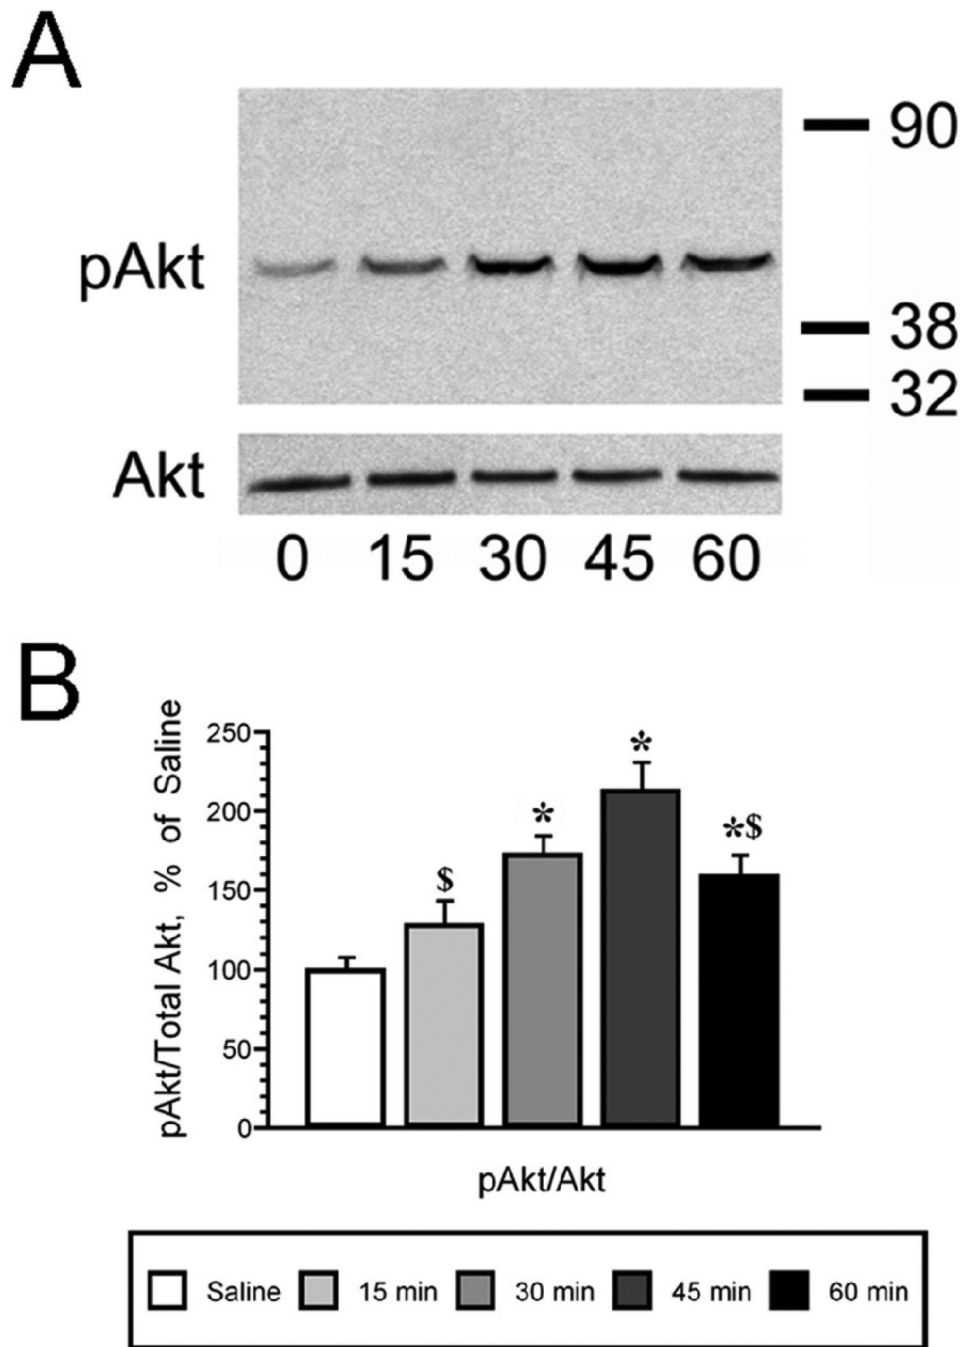 A
90
pAkt
38
32
Akt
0 15 30 45 60
B
pAkt/Total Akt, % of Saline
250
200
150
100
50
0
$
*
*
*$
pAkt/Akt
Saline 15 min 30 min 45 min 60 min